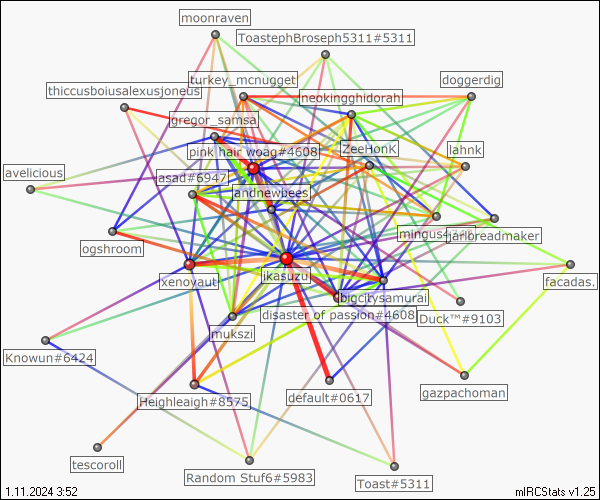 moonraven
ToastephBroseph5311#5311
turkey_mcnugget
doggerdig
thiccusboiusalexusjoneus
neokingghidorah
gregor_samsa
pink hair woag#4608
ZeeHonk
lahnk
avelicious
asad#6947
andnewbees
ogshroom
jaribreadmaker
xenoyaut
ikasuzu
facadas.
bigcitysamurai
disaster of passion#4608
Duck™#9103
mukszi
Knowun#6424
Heighleaigh#8575
default#0617
gazpachoman
tescoroll
Random Stuf6#5983
Toast#5311
1.11.2024 3:52
mIRCStats v1.25